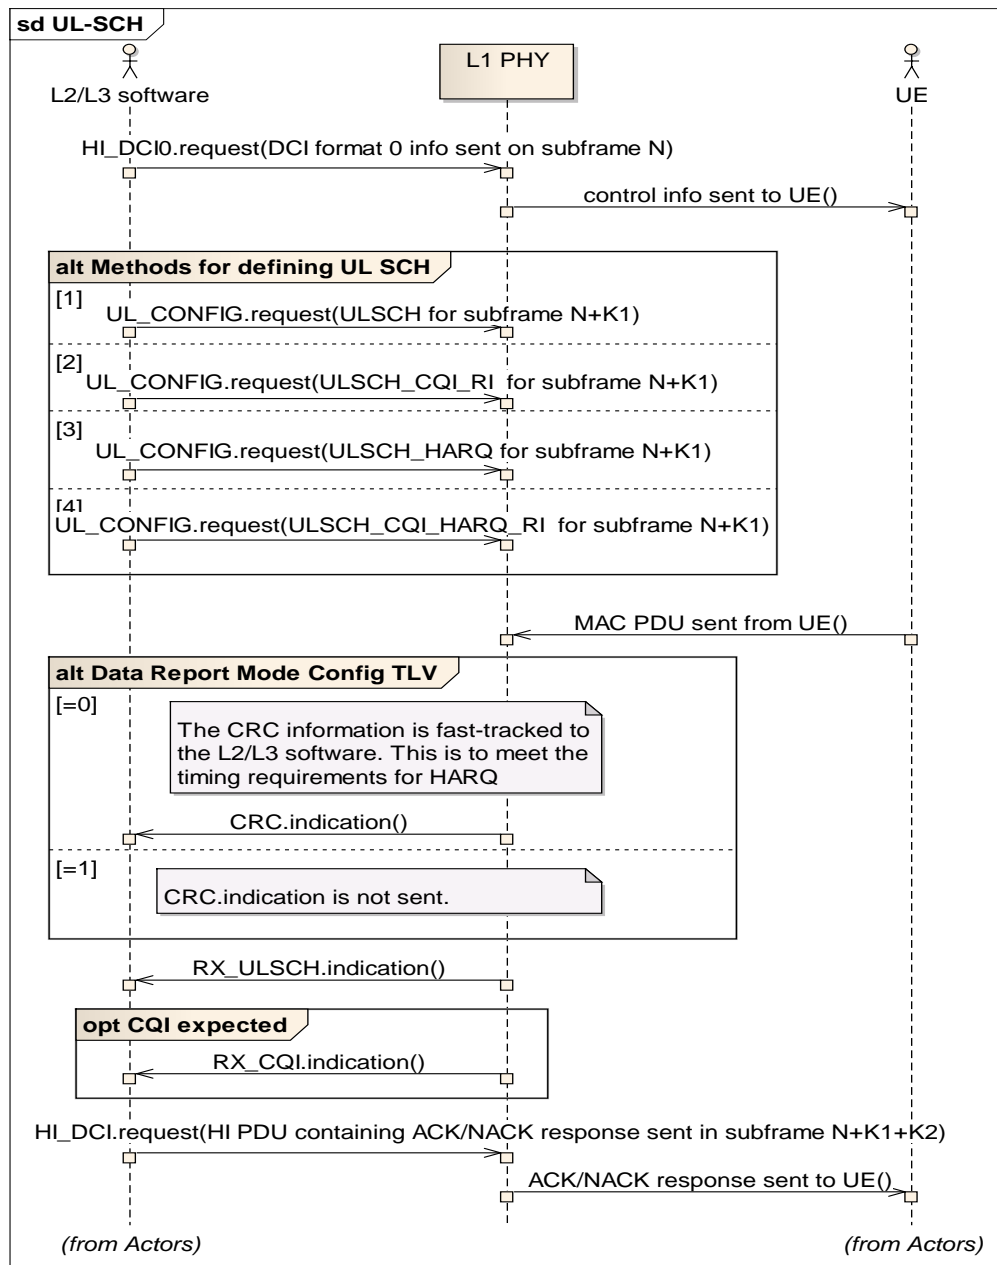 sd UL-SCH
L2/L3 software
L1 PHY
UE
HI_DCI0.request(DCI format 0 info sent on subframe N)
control info sent to UE()
alt Methods for defining UL SCH
[1]
UL_CONFIG.request(ULSCH for subframe N+K1)
[2]
UL_CONFIG.request(ULSCH_CQI_RI for subframe N+K1)
[3]
UL_CONFIG.request(ULSCH_HARQ for subframe N+K1)
[4]
UL_CONFIG.request(ULSCH_CQI_HARQ_RI for subframe N+K1)
MAC PDU sent from UE()
alt Data Report Mode Config TLV
[=0]
The CRC information is fast-tracked to
the L2/L3 software. This is to meet the
timing requirements for HARQ
CRC.indication()
[=1]
CRC.indication is not sent.
RX_ULSCH.indication()
opt CQI expected
RX_CQI.indication()
HI_DCI.request(HI PDU containing ACK/NACK response sent in subframe N+K1+K2)
ACK/NACK response sent to UE()
(from Actors)
(from Actors)